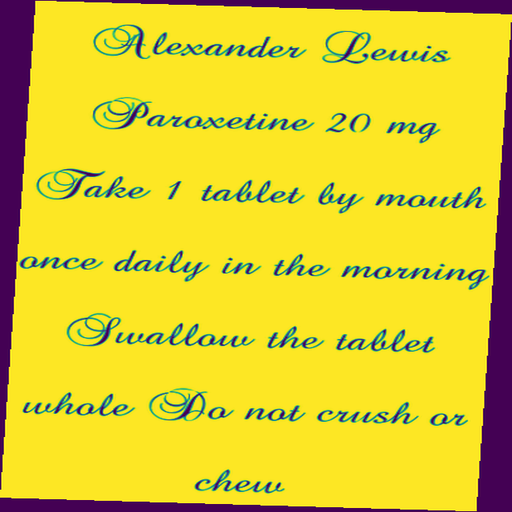 Alexander Lewis
Paroxetine 20 mg
Take 1 tablet by mouth
once daily in the morning
Swallow the tablet
whole Do not crush or
chew